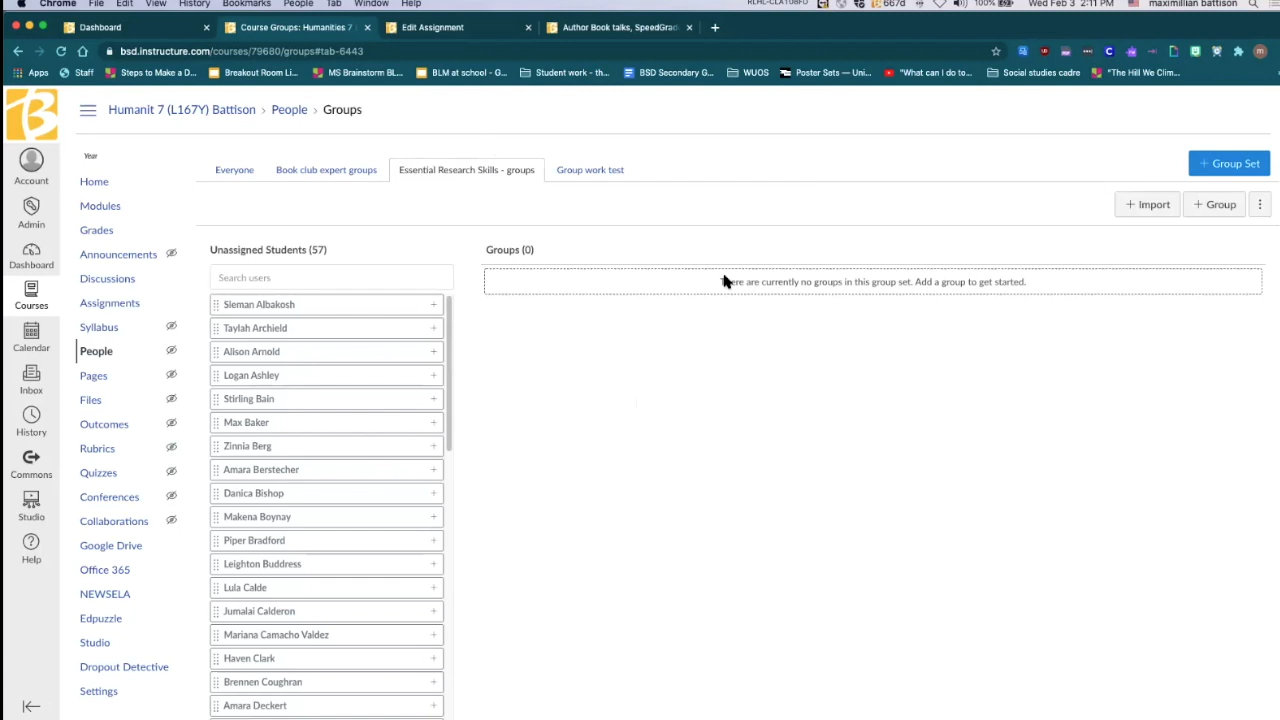 Chrome File Edit View History Bookmarks People Tab Window Help
667d 100% Wed Feb 3 2:11 PM maximillian battison
Dashboard Course Groups: Humanities 7 Edit Assignment Author Book talks, SpeedGrad
bsd.instructure.com/courses/79680/groups#tab-6443
Apps Staff Steps to Make a D... Breakout Room Li... MS Brainstorm BL... BLM at school - G... Student work - th... BSD Secondary G... WUOS Poster Sets — Uni... "What can I do to... Social studies cadre "The Hill We Clim...
Humanit 7 (L167Y) Battison › People › Groups
Account
Admin
Dashboard
Courses
Calendar
Inbox
History
Commons
Studio
Help
Year
Home
Modules
Grades
Announcements
Discussions
Assignments
Syllabus
People
Pages
Files
Outcomes
Rubrics
Quizzes
Conferences
Collaborations
Google Drive
Office 365
NEWSELA
Edpuzzle
Studio
Dropout Detective
Settings
Everyone Book club expert groups Essential Research Skills - groups Group work test
+ Group Set
+ Import + Group
Unassigned Students (57)
Search users
Sleman Albakosh +
Taylah Archield +
Alison Arnold +
Logan Ashley +
Stirling Bain +
Max Baker +
Zinnia Berg +
Amara Berstecher +
Danica Bishop +
Makena Boynay +
Piper Bradford +
Leighton Buddress +
Lula Calde +
Jumalai Calderon +
Mariana Camacho Valdez +
Haven Clark +
Brennen Coughran +
Amara Deckert +
Groups (0)
are currently no groups in this group set. Add a group to get started.